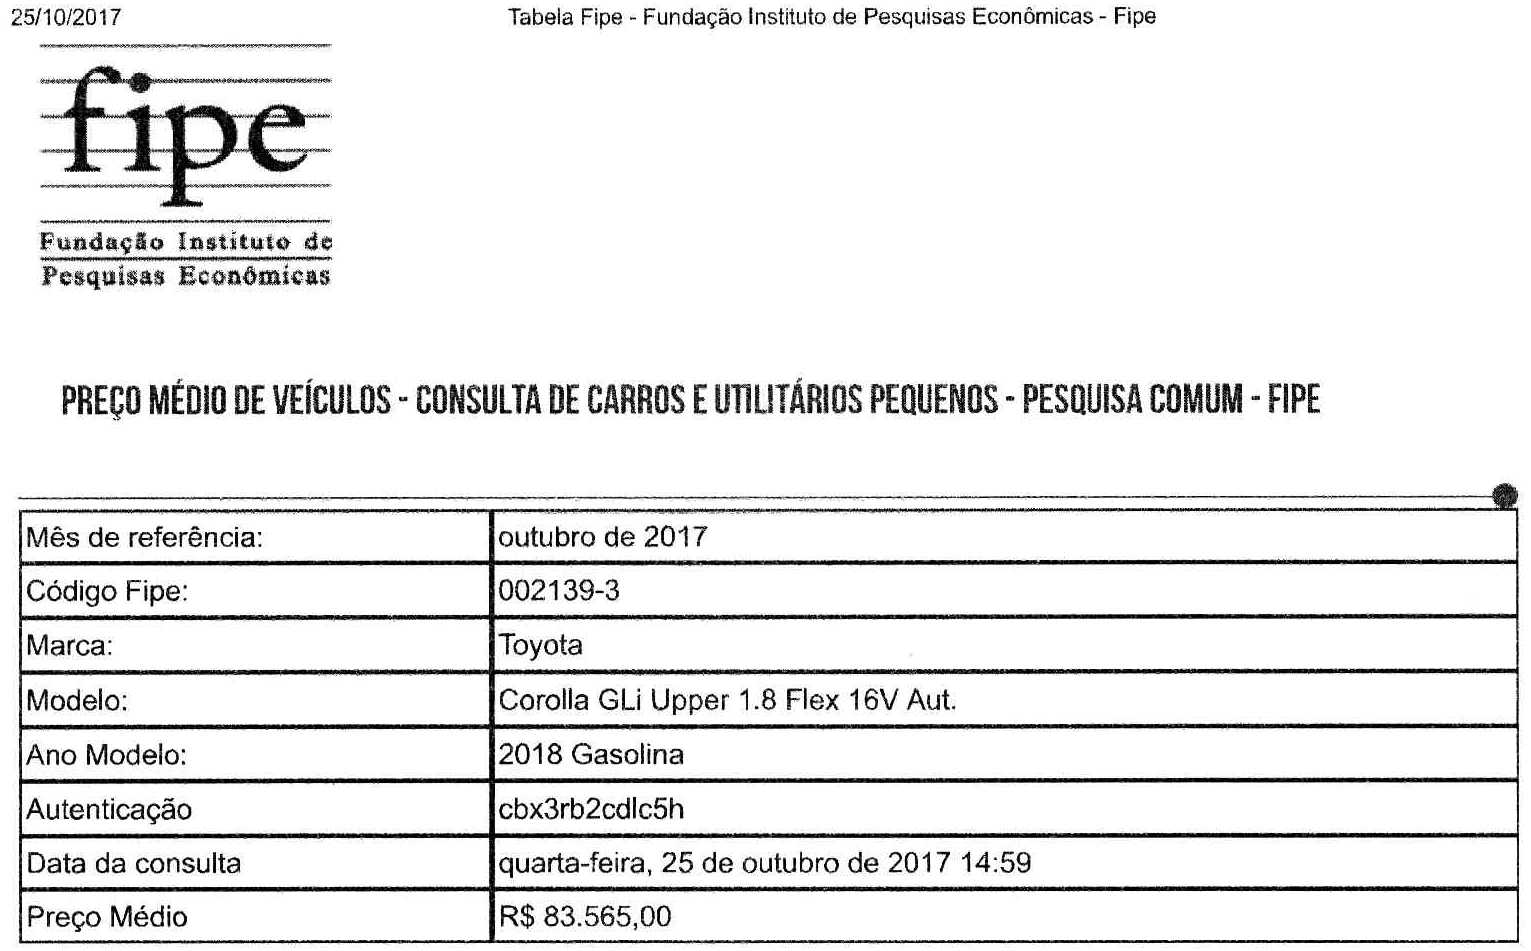 25/10/2017 Tabela Fipe - Fundação Instituto de Pesquisas Econômicas - Fipe
fipe
Fundação Instituto de
Pesquisas Econômicas
PREÇO MÉDIO DE VEÍCULOS - CONSULTA DE CARROS E UTILITÁRIOS PEQUENOS - PESQUISA COMUM - FIPE
Mês de referência: outubro de 2017
Código Fipe: 002139-3
Marca: Toyota
Modelo: Corolla GLi Upper 1.8 Flex 16V Aut.
Ano Modelo: 2018 Gasolina
Autenticação cbx3rb2cdlc5h
Data da consulta quarta-feira, 25 de outubro de 2017 14:59
Preço Médio R$ 83.565,00